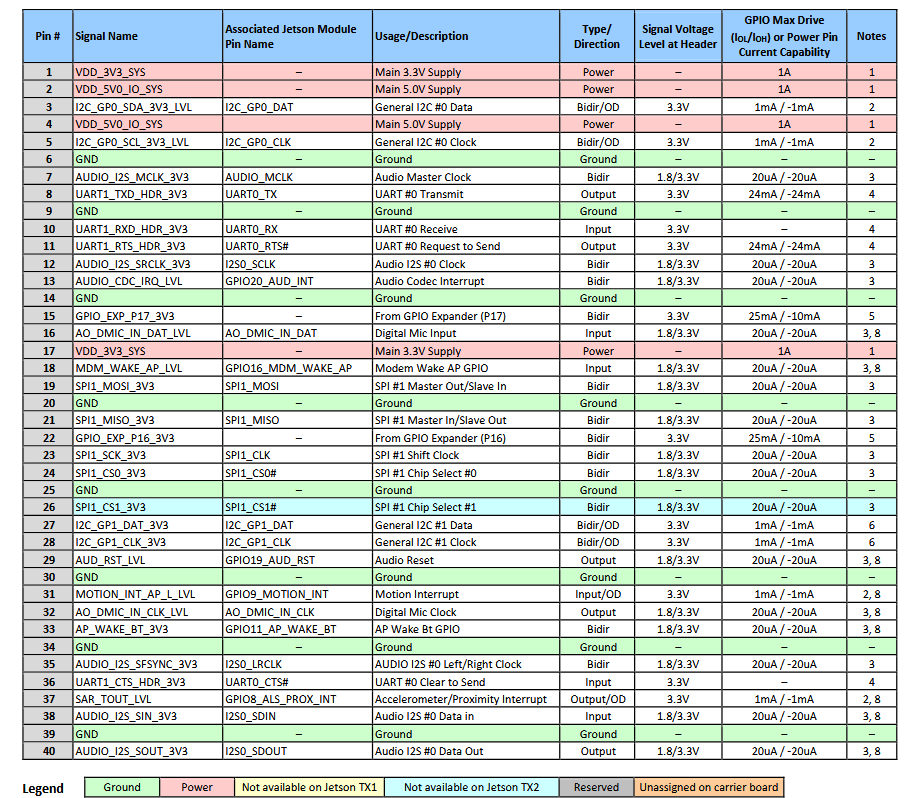 Pin # Signal Name Associated Jetson Module Pin Name Usage/Description Type/Direction Signal Voltage Level at Header GPIO Max Drive (IOL/IOH) or Power Pin Current Capability Notes
1 VDD_3V3_SYS – Main 3.3V Supply Power – 1A 1
2 VDD_5V0_IO_SYS – Main 5.0V Supply Power – 1A 1
3 I2C_GP0_SDA_3V3_LVL I2C_GP0_DAT General I2C #0 Data Bidir/OD 3.3V 1mA / -1mA 2
4 VDD_5V0_IO_SYS Main 5.0V Supply Power – 1A 1
5 I2C_GP0_SCL_3V3_LVL I2C_GP0_CLK General I2C #0 Clock Bidir/OD 3.3V 1mA / -1mA 2
6 GND – Ground Ground – – –
7 AUDIO_I2S_MCLK_3V3 AUDIO_MCLK Audio Master Clock Bidir 1.8/3.3V 20uA / -20uA 3
8 UART1_TXD_HDR_3V3 UART0_TX UART #0 Transmit Output 3.3V 24mA / -24mA 4
9 GND – Ground Ground – – –
10 UART1_RXD_HDR_3V3 UART0_RX UART #0 Receive Input 3.3V – 4
11 UART1_RTS_HDR_3V3 UART0_RTS# UART #0 Request to Send Output 3.3V 24mA / -24mA 4
12 AUDIO_I2S_SRCLK_3V3 I2S0_SCLK Audio I2S #0 Clock Bidir 1.8/3.3V 20uA / -20uA 3
13 AUDIO_CDC_IRQ_LVL GPIO20_AUD_INT Audio Codec Interrupt Bidir 1.8/3.3V 20uA / -20uA 3
14 GND – Ground Ground – – –
15 GPIO_EXP_P17_3V3 – From GPIO Expander (P17) Bidir 3.3V 25mA / -10mA 5
16 AO_DMIC_IN_DAT_LVL AO_DMIC_IN_DAT Digital Mic Input Input 1.8/3.3V 20uA / -20uA 3, 8
17 VDD_3V3_SYS – Main 3.3V Supply Power – 1A 1
18 MDM_WAKE_AP_LVL GPIO16_MDM_WAKE_AP Modem Wake AP GPIO Input 1.8/3.3V 20uA / -20uA 3, 8
19 SPI1_MOSI_3V3 SPI1_MOSI SPI #1 Master Out/Slave In Bidir 1.8/3.3V 20uA / -20uA 3
20 GND – Ground Ground – – –
21 SPI1_MISO_3V3 SPI1_MISO SPI #1 Master In/Slave Out Bidir 1.8/3.3V 20uA / -20uA 3
22 GPIO_EXP_P16_3V3 – From GPIO Expander (P16) Bidir 3.3V 25mA / -10mA 5
23 SPI1_SCK_3V3 SPI1_CLK SPI #1 Shift Clock Bidir 1.8/3.3V 20uA / -20uA 3
24 SPI1_CS0_3V3 SPI1_CS0# SPI #1 Chip Select #0 Bidir 1.8/3.3V 20uA / -20uA 3
25 GND – Ground Ground – – –
26 SPI1_CS1_3V3 SPI1_CS1# SPI #1 Chip Select #1 Bidir 1.8/3.3V 20uA / -20uA 3
27 I2C_GP1_DAT_3V3 I2C_GP1_DAT General I2C #1 Data Bidir/OD 3.3V 1mA / -1mA 6
28 I2C_GP1_CLK_3V3 I2C_GP1_CLK General I2C #1 Clock Bidir/OD 3.3V 1mA / -1mA 6
29 AUD_RST_LVL GPIO19_AUD_RST Audio Reset Output 1.8/3.3V 20uA / -20uA 3, 8
30 GND – Ground Ground – – –
31 MOTION_INT_AP_L_LVL GPIO9_MOTION_INT Motion Interrupt Input/OD 3.3V 1mA / -1mA 2, 8
32 AO_DMIC_IN_CLK_LVL AO_DMIC_IN_CLK Digital Mic Clock Output 1.8/3.3V 20uA / -20uA 3, 8
33 AP_WAKE_BT_3V3 GPIO11_AP_WAKE_BT AP Wake Bt GPIO Bidir 1.8/3.3V 20uA / -20uA 3, 8
34 GND – Ground Ground – – –
35 AUDIO_I2S_SFSYNC_3V3 I2S0_LRCLK AUDIO I2S #0 Left/Right Clock Bidir 1.8/3.3V 20uA / -20uA 3
36 UART1_CTS_HDR_3V3 UART0_CTS# UART #0 Clear to Send Input 3.3V – 4
37 SAR_TOUT_LVL GPIO8_ALS_PROX_INT Accelerometer/Proximity Interrupt Output/OD 3.3V 1mA / -1mA 2, 8
38 AUDIO_I2S_SIN_3V3 I2S0_SDIN Audio I2S #0 Data in Input 1.8/3.3V 20uA / -20uA 3, 8
39 GND – Ground Ground – – –
40 AUDIO_I2S_SOUT_3V3 I2S0_SDOUT Audio I2S #0 Data Out Output 1.8/3.3V 20uA / -20uA 3, 8
Legend Ground Power Not available on Jetson TX1 Not available on Jetson TX2 Reserved Unassigned on carrier board